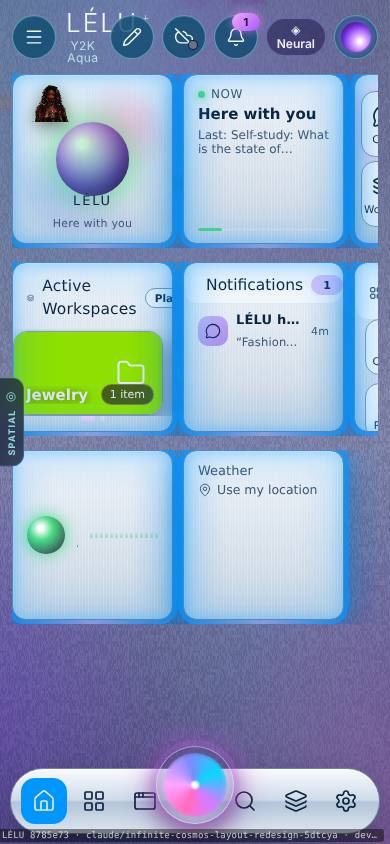 LÉLU+
Y2K
Aqua
1
◈
Neural
NOW
Here with you
Last: Self-study: What
is the state of…
LÉLU
Here with you
Active
Workspaces
Pla
Notifications 1
LÉLU h…
4m
“Fashion…
Jewelry
1 item
SPATIAL ◎
Weather
Use my location
LÉLU 8785e73 · claude/infinite-cosmos-layout-redesign-5dtcya · dev…